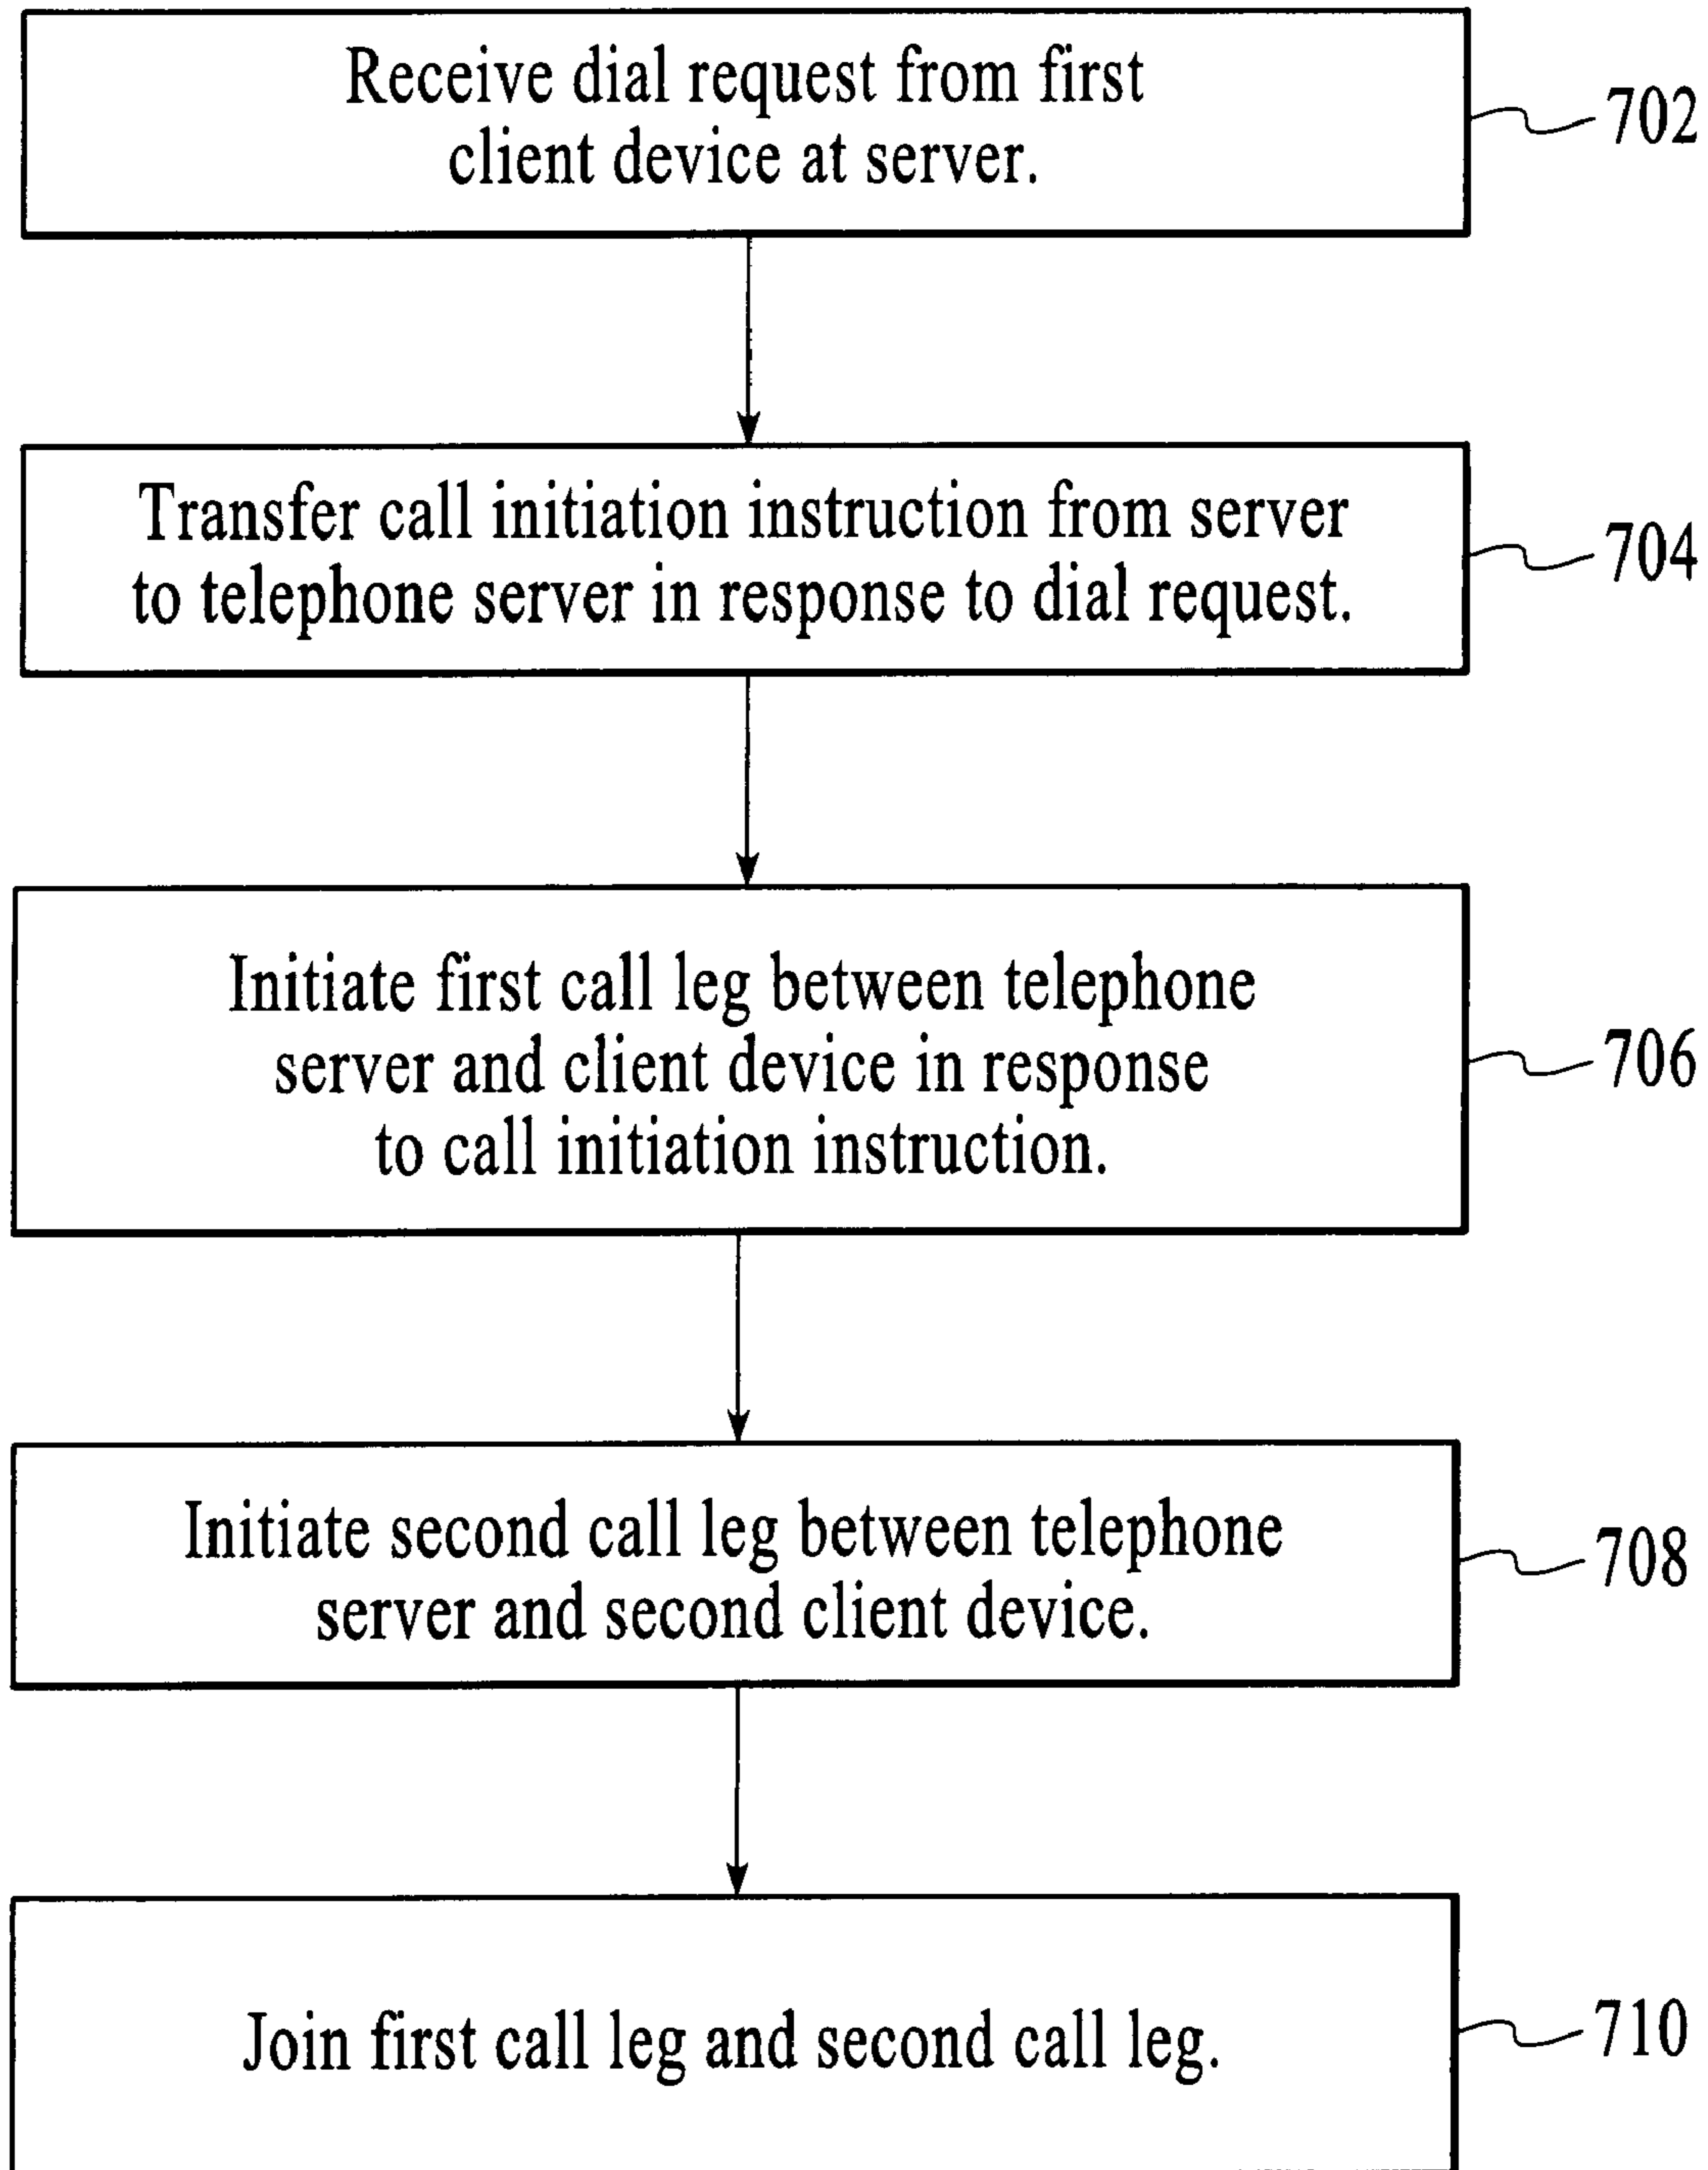 Receive dial request from first
client device at server.
702
Transfer call initiation instruction from server
to telephone server in response to dial request.
704
Initiate first call leg between telephone
server and client device in response
to call initiation instruction.
706
Initiate second call leg between telephone
server and second client device.
708
Join first call leg and second call leg.
710